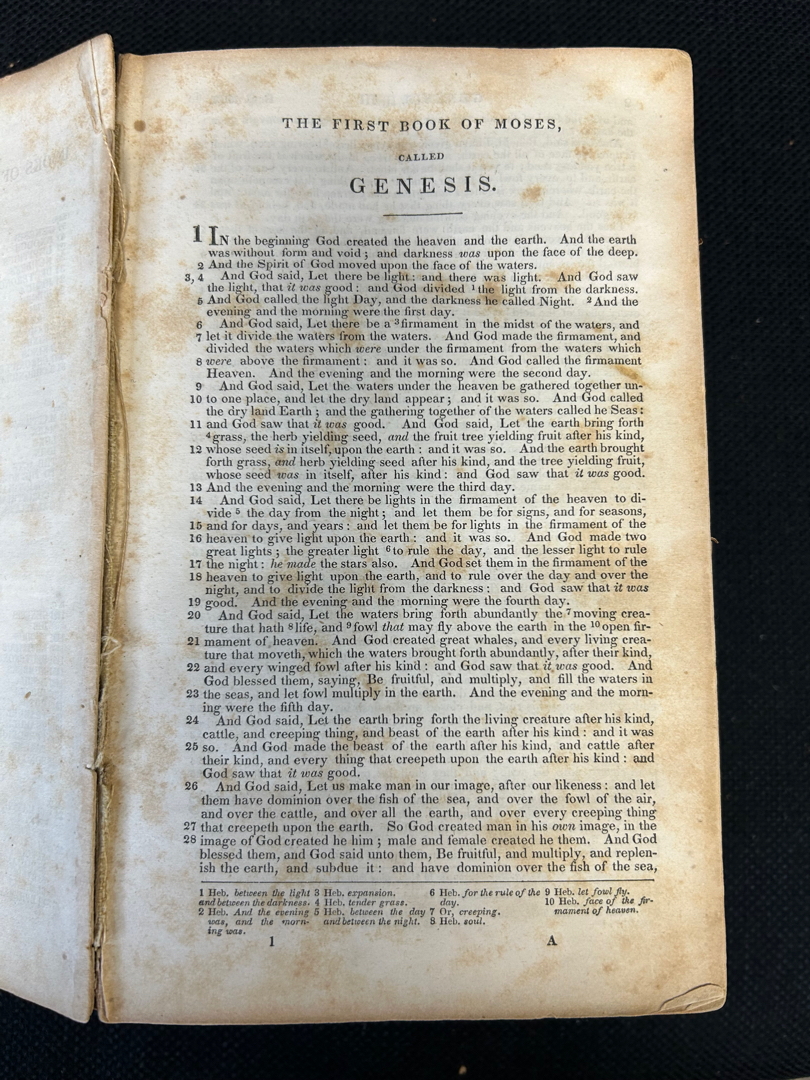 THE FIRST BOOK OF MOSES,
CALLED
GENESIS.
1 IN the beginning God created the heaven and the earth. And the earth
was without form and void ; and darkness was upon the face of the deep.
2 And the Spirit of God moved upon the face of the waters.
3, 4 And God said, Let there be light : and there was light. And God saw
the light, that it was good : and God divided ¹the light from the darkness.
5 And God called the light Day, and the darkness he called Night. ²And the
evening and the morning were the first day.
6 And God said, Let there be a ³firmament in the midst of the waters, and
7 let it divide the waters from the waters. And God made the firmament, and
divided the waters which were under the firmament from the waters which
8 were above the firmament : and it was so. And God called the firmament
Heaven. And the evening and the morning were the second day.
9 And God said, Let the waters under the heaven be gathered together un-
10 to one place, and let the dry land appear ; and it was so. And God called
the dry land Earth ; and the gathering together of the waters called he Seas :
11 and God saw that it was good. And God said, Let the earth bring forth
⁴grass, the herb yielding seed, and the fruit tree yielding fruit after his kind,
12 whose seed is in itself, upon the earth : and it was so. And the earth brought
forth grass, and herb yielding seed after his kind, and the tree yielding fruit,
whose seed was in itself, after his kind : and God saw that it was good.
13 And the evening and the morning were the third day.
14 And God said, Let there be lights in the firmament of the heaven to di-
vide ⁵ the day from the night ; and let them be for signs, and for seasons,
15 and for days, and years : and let them be for lights in the firmament of the
16 heaven to give light upon the earth : and it was so. And God made two
great lights ; the greater light ⁶to rule the day, and the lesser light to rule
17 the night : he made the stars also. And God set them in the firmament of the
18 heaven to give light upon the earth, and to rule over the day and over the
night, and to divide the light from the darkness : and God saw that it was
19 good. And the evening and the morning were the fourth day.
20 And God said, Let the waters bring forth abundantly the ⁷moving crea-
ture that hath ⁸life, and ⁹fowl that may fly above the earth in the ¹⁰open fir-
21 mament of heaven. And God created great whales, and every living crea-
ture that moveth, which the waters brought forth abundantly, after their kind,
22 and every winged fowl after his kind : and God saw that it was good. And
God blessed them, saying, Be fruitful, and multiply, and fill the waters in
23 the seas, and let fowl multiply in the earth. And the evening and the morn-
ing were the fifth day.
24 And God said, Let the earth bring forth the living creature after his kind,
cattle, and creeping thing, and beast of the earth after his kind : and it was
25 so. And God made the beast of the earth after his kind, and cattle after
their kind, and every thing that creepeth upon the earth after his kind : and
God saw that it was good.
26 And God said, Let us make man in our image, after our likeness : and let
them have dominion over the fish of the sea, and over the fowl of the air,
and over the cattle, and over all the earth, and over every creeping thing
27 that creepeth upon the earth. So God created man in his own image, in the
28 image of God created he him ; male and female created he them. And God
blessed them, and God said unto them, Be fruitful, and multiply, and replen-
ish the earth, and subdue it : and have dominion over the fish of the sea,
1 Heb. between the light
and between the darkness.
2 Heb. And the evening
was, and the morn-
ing was.
3 Heb. expansion.
4 Heb. tender grass.
5 Heb. between the day
and between the night.
6 Heb. for the rule of the
day.
7 Or, creeping.
8 Heb. soul.
9 Heb. let fowl fly.
10 Heb. face of the fir-
mament of heaven.
1 A